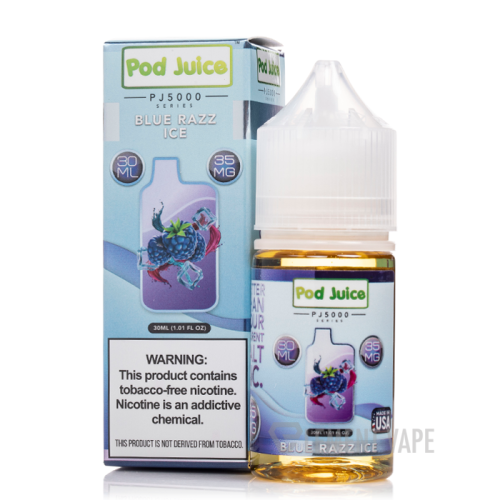 Pod Juice
PJ5000
SERIES
BLUE RAZZ
ICE
30
ML
35
MG
30ML (1.01 FL OZ)
WARNING:
This product contains
tobacco-free nicotine.
Nicotine is an addictive
chemical.
THIS PRODUCT IS NOT DERIVED FROM TOBACCO.
Pod Juice
PJ5000
SERIES
30
ML
35
MG
MADE IN
USA
BLUE RAZZ ICE
VAPE